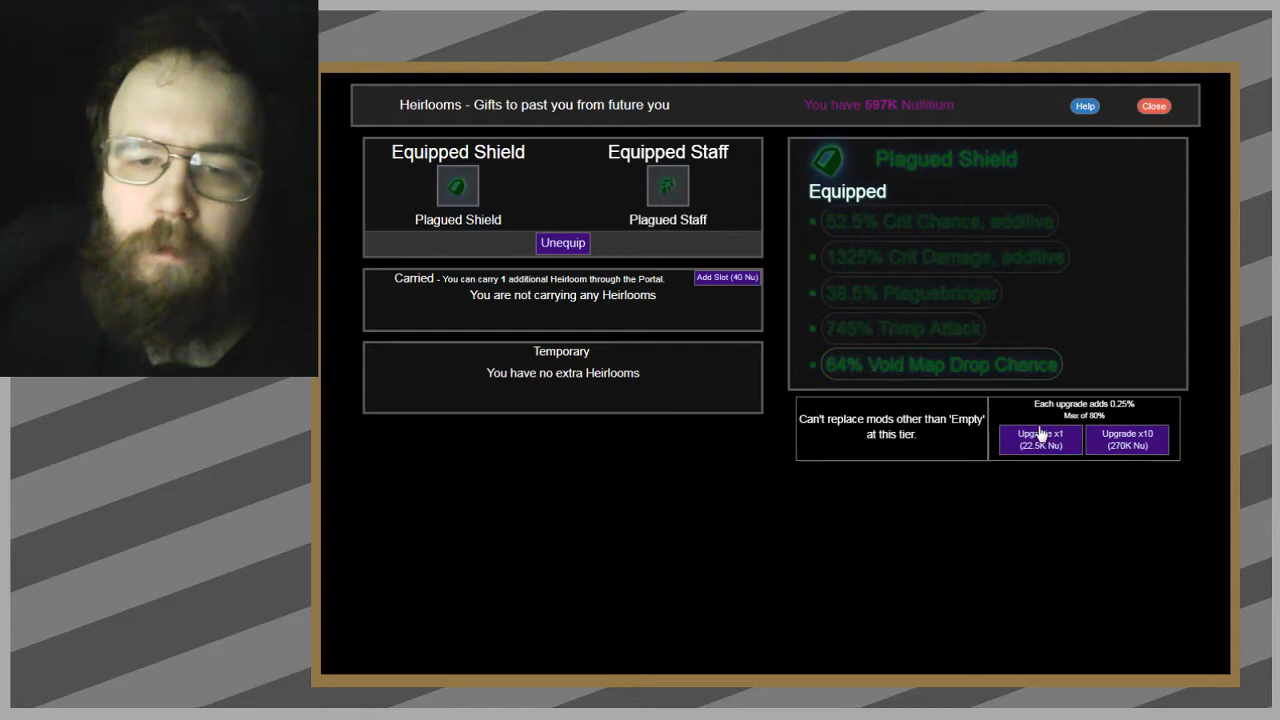 Heirlooms - Gifts to past you from future you
You have 597K Nullifium
Help
Close
Equipped Shield
Equipped Staff
Plagued Shield
Plagued Staff
Unequip
Carried - You can carry 1 additional Heirloom through the Portal.
Add Slot (40 Nu)
You are not carrying any Heirlooms
Temporary
You have no extra Heirlooms
Plagued Shield
Equipped
• 52.5% Crit Chance, additive
• 1325% Crit Damage, additive
• 38.5% Plaguebringer
• 745% Trimp Attack
• 64% Void Map Drop Chance
Can't replace mods other than 'Empty'
at this tier.
Each upgrade adds 0.25%
Max of 80%
Upgrade x1
(22.5K Nu)
Upgrade x10
(270K Nu)